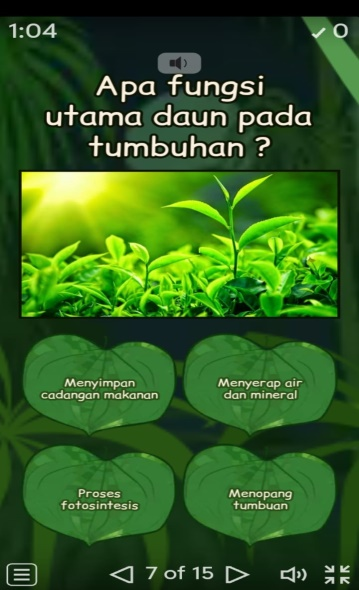 1:04
✓ 0
Apa fungsi
utama daun pada
tumbuhan ?
Menyimpan
cadangan makanan
Menyerap air
dan mineral
Proses
fotosintesis
Menopang
tumbuan
7 of 15